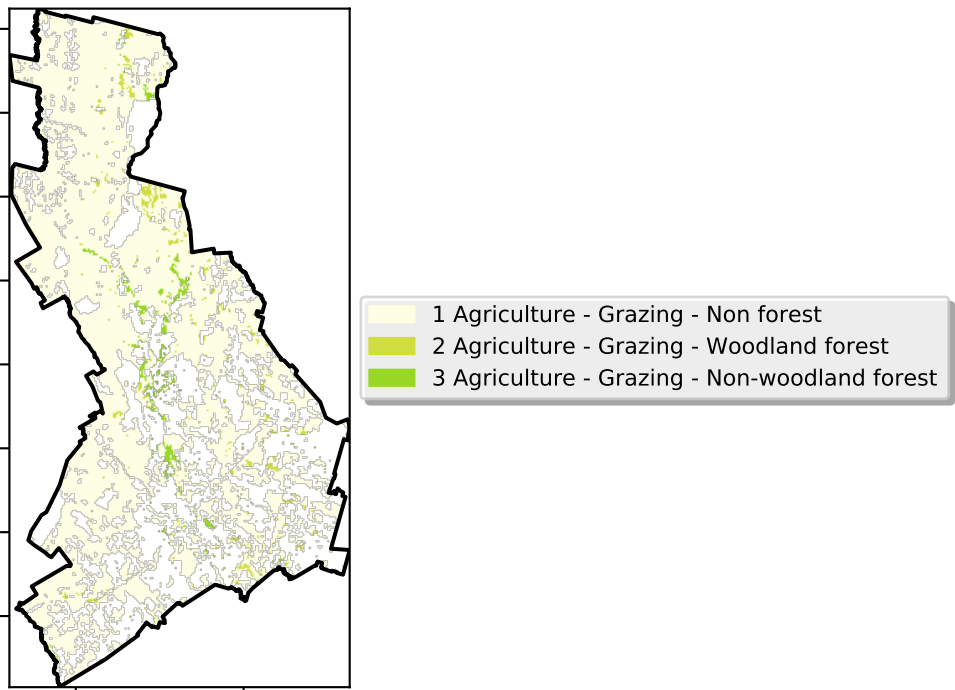 1 Agriculture - Grazing - Non forest
2 Agriculture - Grazing - Woodland forest
3 Agriculture - Grazing - Non-woodland forest